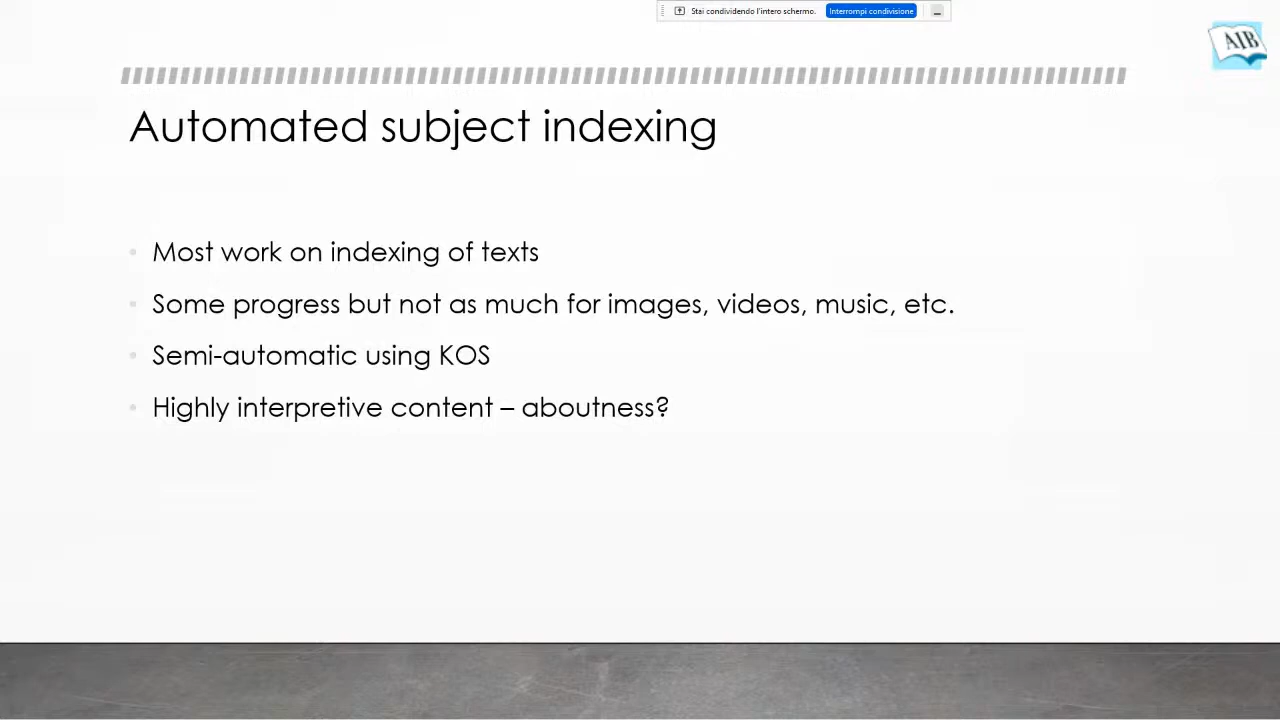 Stai condividendo l'intero schermo. Interrompi condivisione
AIB
Automated subject indexing
Most work on indexing of texts
Some progress but not as much for images, videos, music, etc.
Semi-automatic using KOS
Highly interpretive content – aboutness?